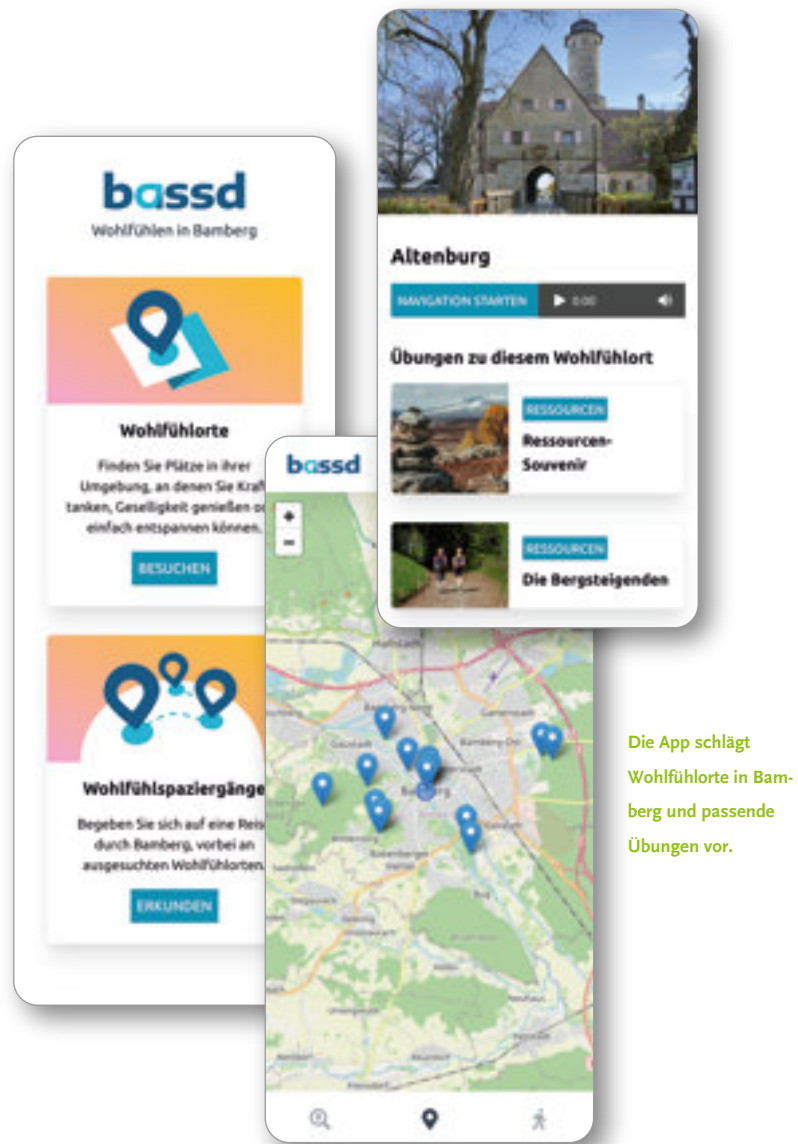 bassd
Wohlfühlen in Bamberg
Wohlfühlorte
Finden Sie Plätze in ihrer
Umgebung, an denen Sie Kraft
tanken, Geselligkeit genießen
einfach entspannen können.
BESUCHEN
Wohlfühlspaziergänge
Begeben Sie sich auf eine Reise
durch Bamberg, vorbei an
ausgesuchten Wohlfühlorten.
ERKUNDEN
Altenburg
NAVIGATION STARTEN
0:00
Übungen zu diesem Wohlfühlort
RESSOURCEN
Ressourcen-
Souvenir
RESSOURCEN
Die Bergsteigenden
bassd
+
−
Hallstadt
Gaustadt
Gartenstadt
Bamberg-Ost
Bug
Die App schlägt
Wohlfühlorte in Bam-
berg und passende
Übungen vor.